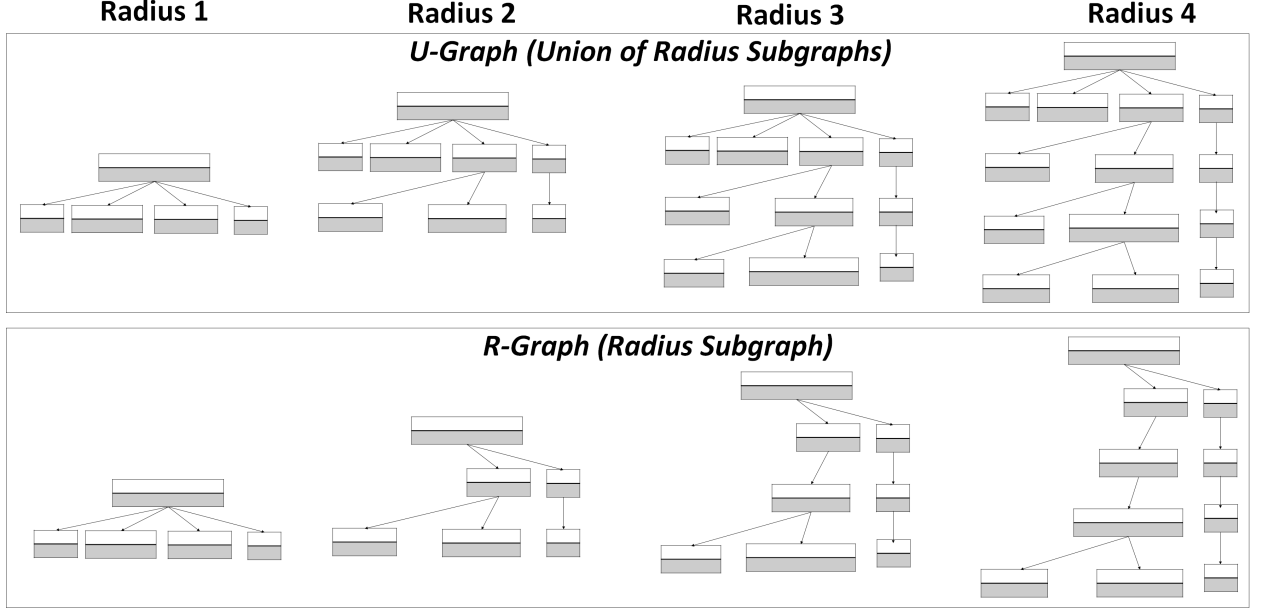 Radius 1 Radius 2 Radius 3 Radius 4
U-Graph (Union of Radius Subgraphs)
R-Graph (Radius Subgraph)